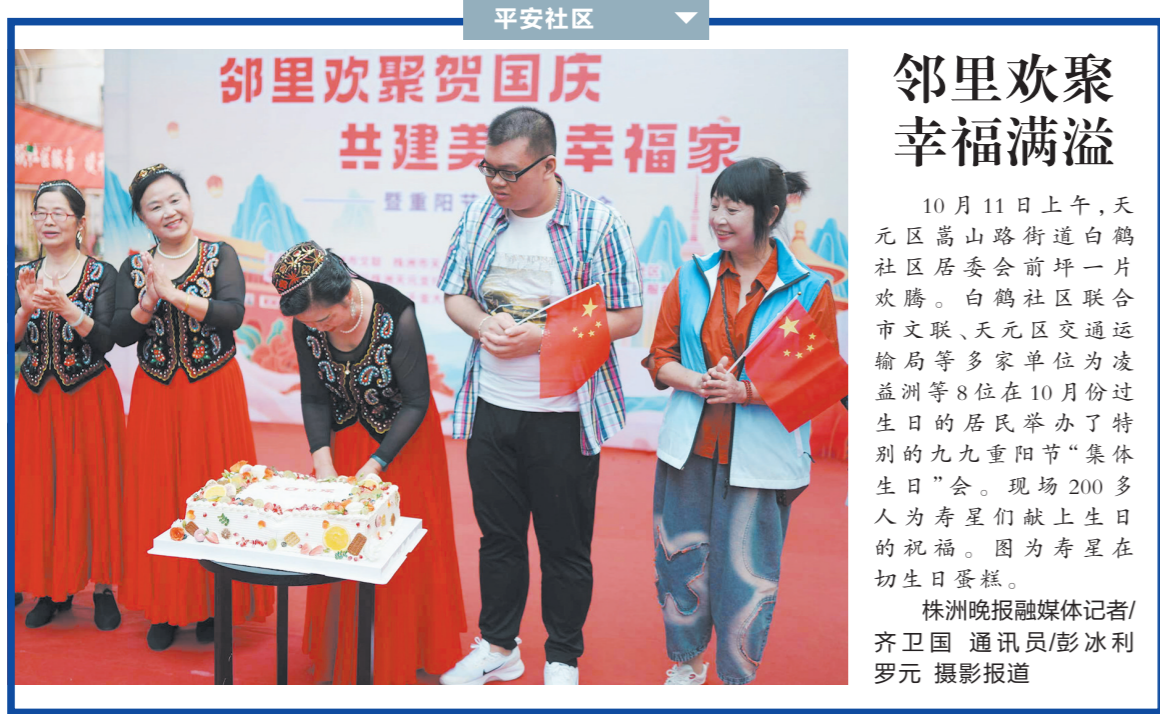 平安社区
邻里欢聚贺国庆
共建美
幸福家
暨重阳节
邻里欢聚
幸福满溢
10月11日上午，天
元区嵩山路街道白鹤
社区居委会前坪一片
欢腾。白鹤社区联合
市文联、天元区交通运
输局等多家单位为凌
益洲等8位在10月份过
生日的居民举办了特
别的九九重阳节“集体
生日”会。现场200多
人为寿星们献上生日
的祝福。图为寿星在
切生日蛋糕。
株洲晚报融媒体记者/
齐卫国 通讯员/彭冰利
罗元 摄影报道